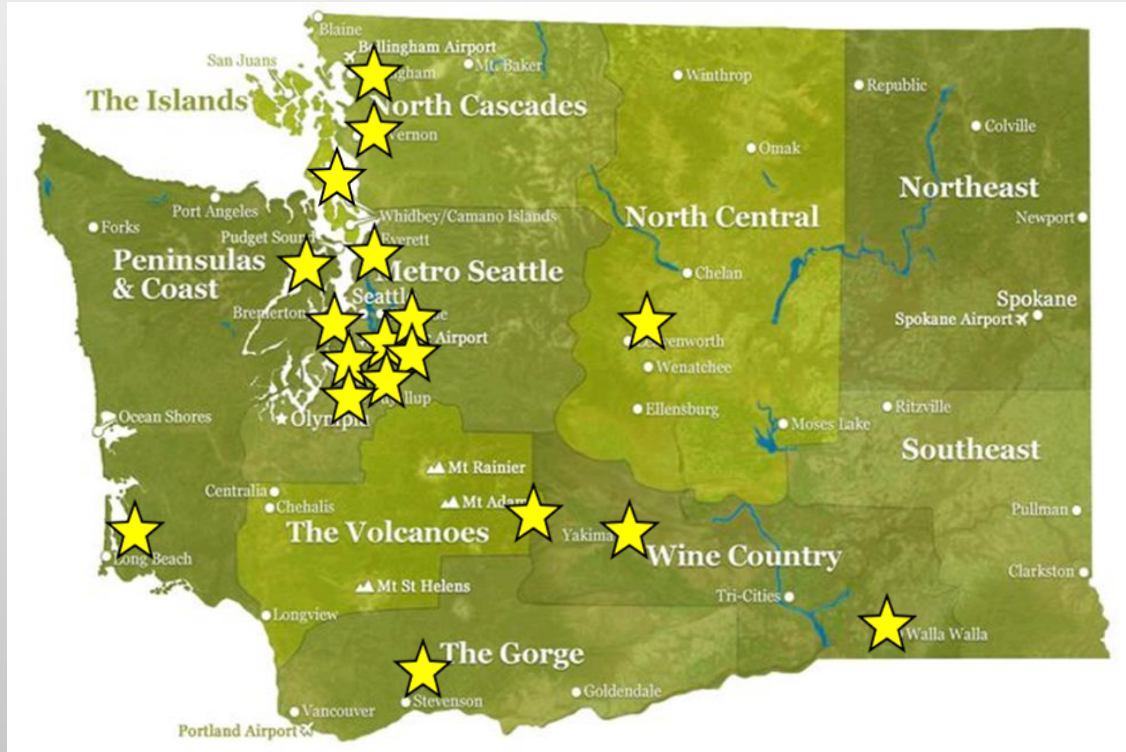 Blaine
Bellingham Airport
San Juans
Mt. Baker
Winthrop
Republic
The Islands
North Cascades
Colville
Omak
Northeast
Port Angeles
Whidbey/Camano Islands
North Central
Newport
Forks
Pudget Sound
Everett
Peninsulas
& Coast
Metro Seattle
Chelan
Spokane
Bremerton
Spokane Airport
Airport
Wenatchee
Ellensburg
Ritzville
Ocean Shores
Moses Lake
Southeast
Mt Rainier
Centralia
Chehalis
Pullman
The Volcanoes
Yakima
Wine Country
Long Beach
Clarkston
Mt St Helens
Tri-Cities
Longview
Walla Walla
The Gorge
Goldendale
Stevenson
Vancouver
Portland Airport